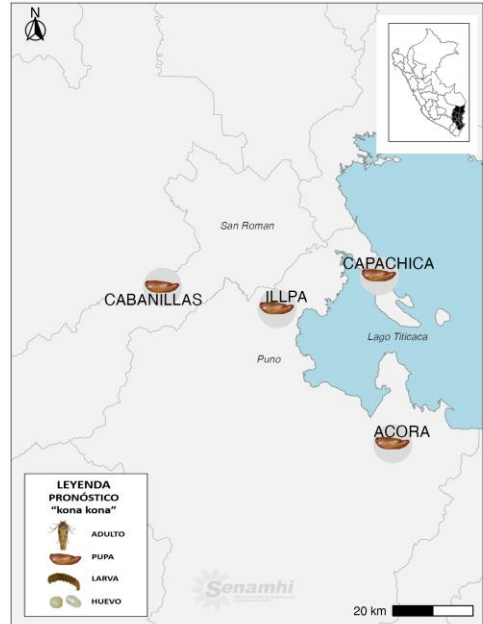 N
San Roman
CAPACHICA
CABANILLAS
ILLPA
Lago Titicaca
Puno
ACORA
LEYENDA
PRONÓSTICO
"kona kona"
ADULTO
PUPA
LARVA
HUEVO
Senamhi
20 km